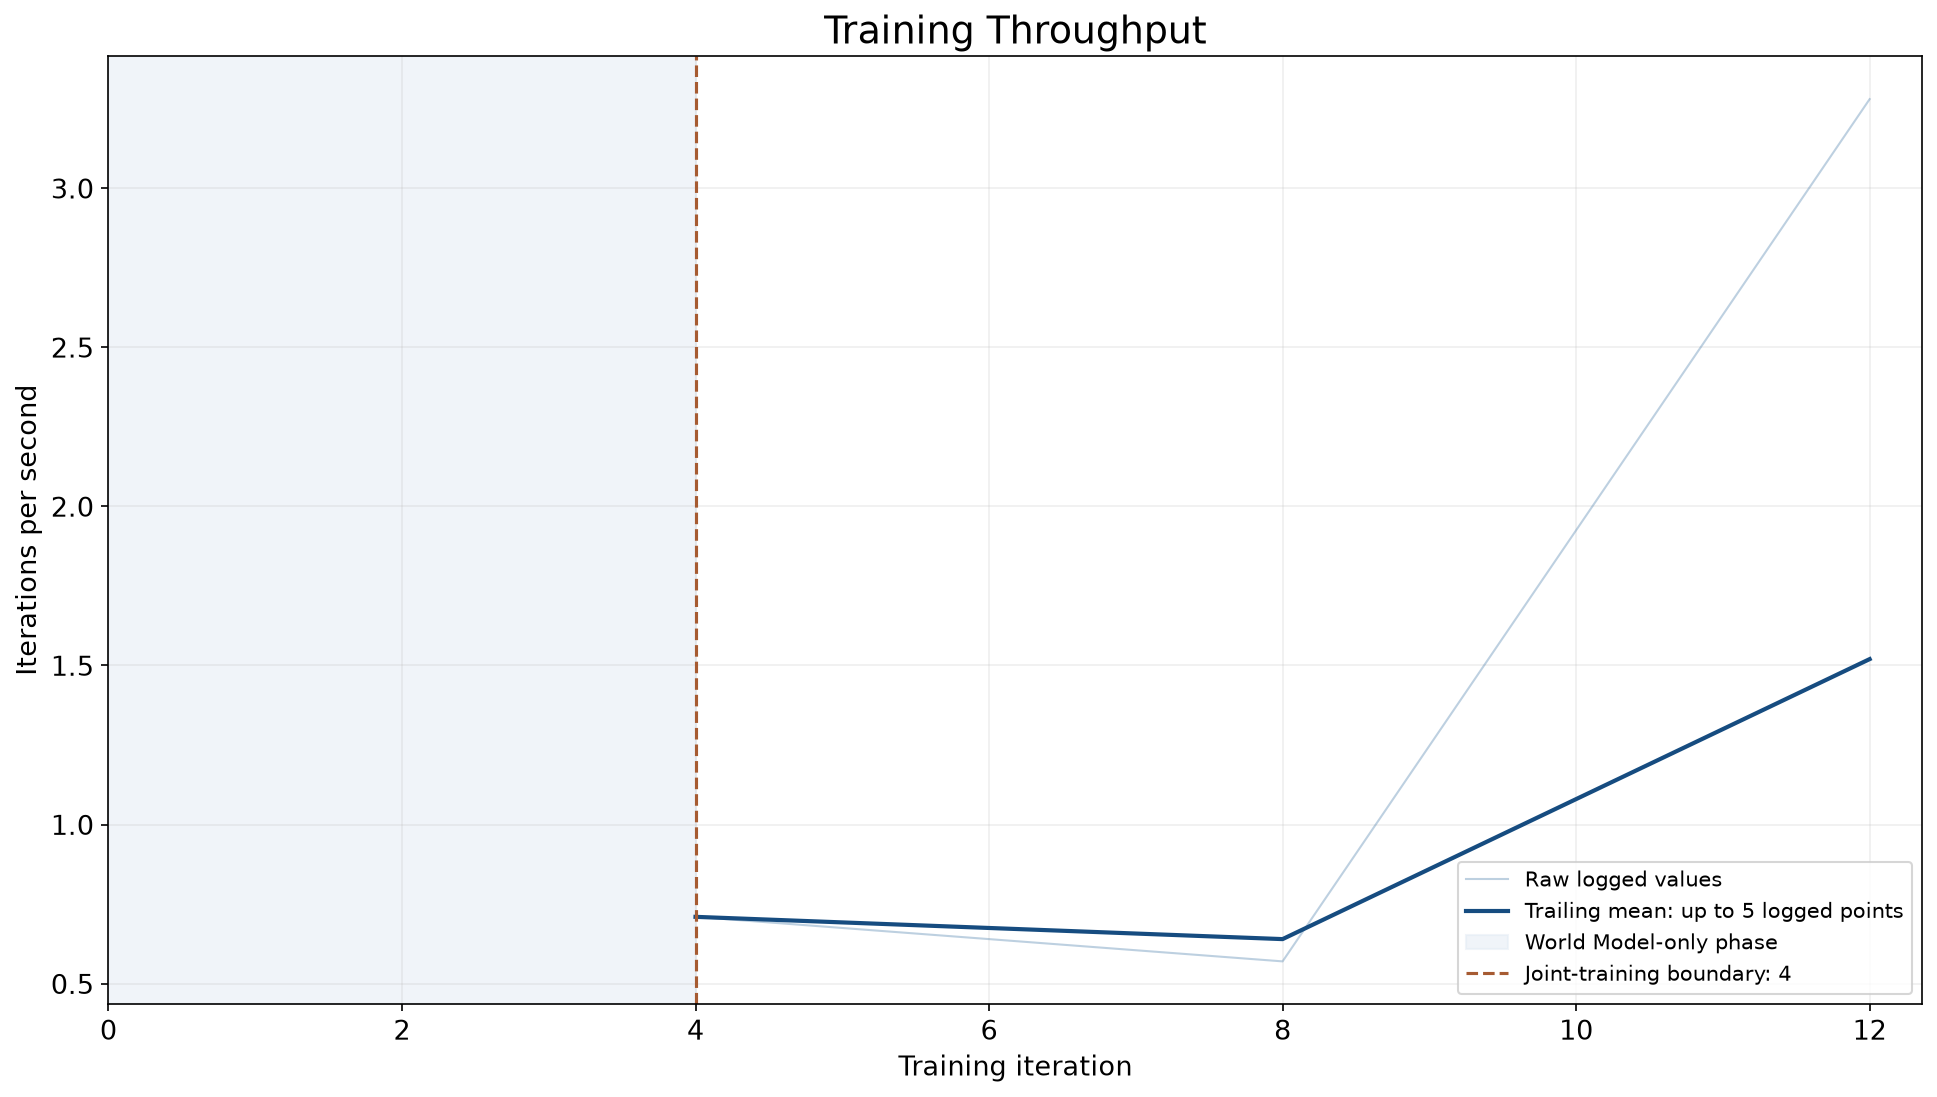 Training Throughput
Iterations per second
3.0
2.5
2.0
1.5
1.0
0.5
0 2 4 6 8 10 12
Training iteration
Raw logged values
Trailing mean: up to 5 logged points
World Model-only phase
Joint-training boundary: 4